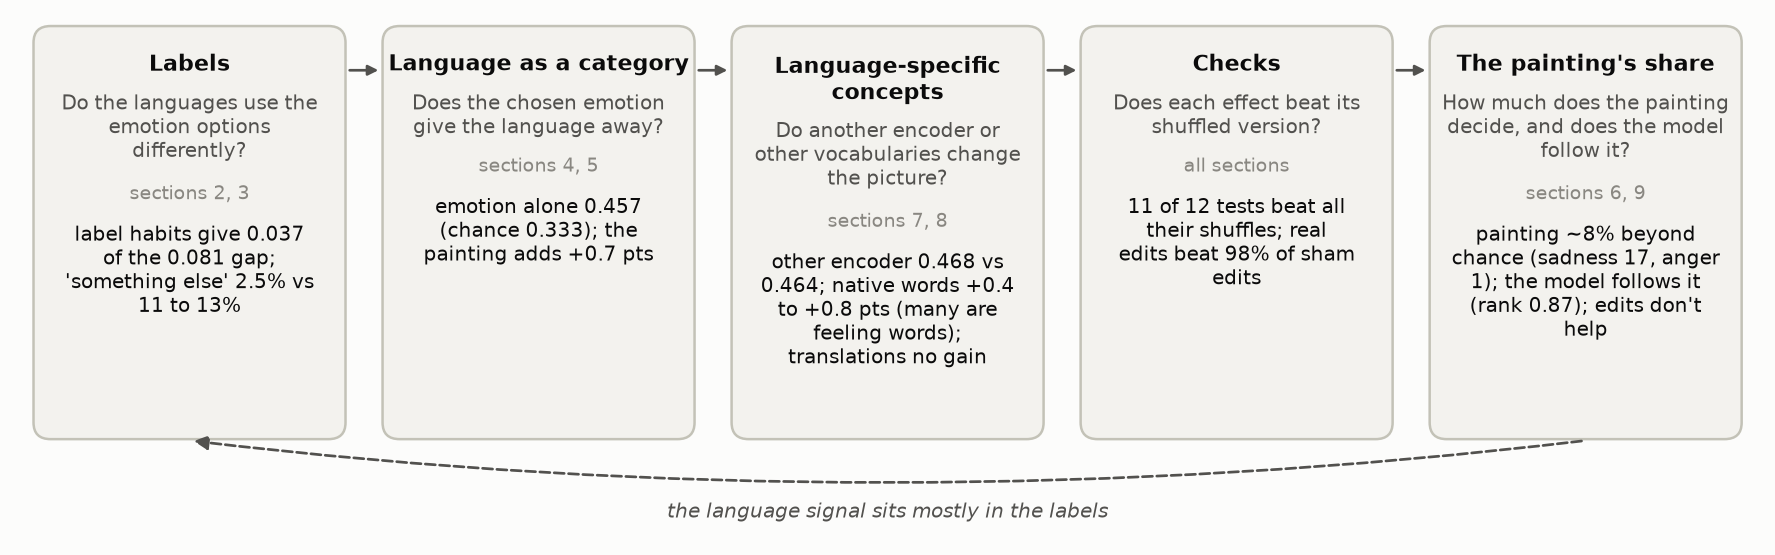 Labels
Do the languages use the
emotion options
differently?
sections 2, 3
label habits give 0.037
of the 0.081 gap;
'something else' 2.5% vs
11 to 13%
Language as a category
Does the chosen emotion
give the language away?
sections 4, 5
emotion alone 0.457
(chance 0.333); the
painting adds +0.7 pts
Language-specific
concepts
Do another encoder or
other vocabularies change
the picture?
sections 7, 8
other encoder 0.468 vs
0.464; native words +0.4
to +0.8 pts (many are
feeling words);
translations no gain
Checks
Does each effect beat its
shuffled version?
all sections
11 of 12 tests beat all
their shuffles; real
edits beat 98% of sham
edits
The painting's share
How much does the painting
decide, and does the model
follow it?
sections 6, 9
painting ~8% beyond
chance (sadness 17, anger
1); the model follows it
(rank 0.87); edits don't
help
the language signal sits mostly in the labels